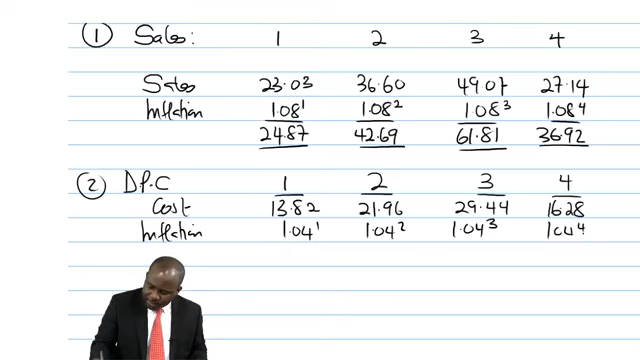 ① Sales: 1 2 3 4
Sales 23.03 36.60 49.07 27.14
Inflation 1.08¹ 1.08² 1.08³ 1.08⁴
24.87 42.69 61.81 36.92
② D.P.C 1 2 3 4
Cost 13.82 21.96 29.44 16.28
Inflation 1.04¹ 1.04² 1.04³ 1.04⁴